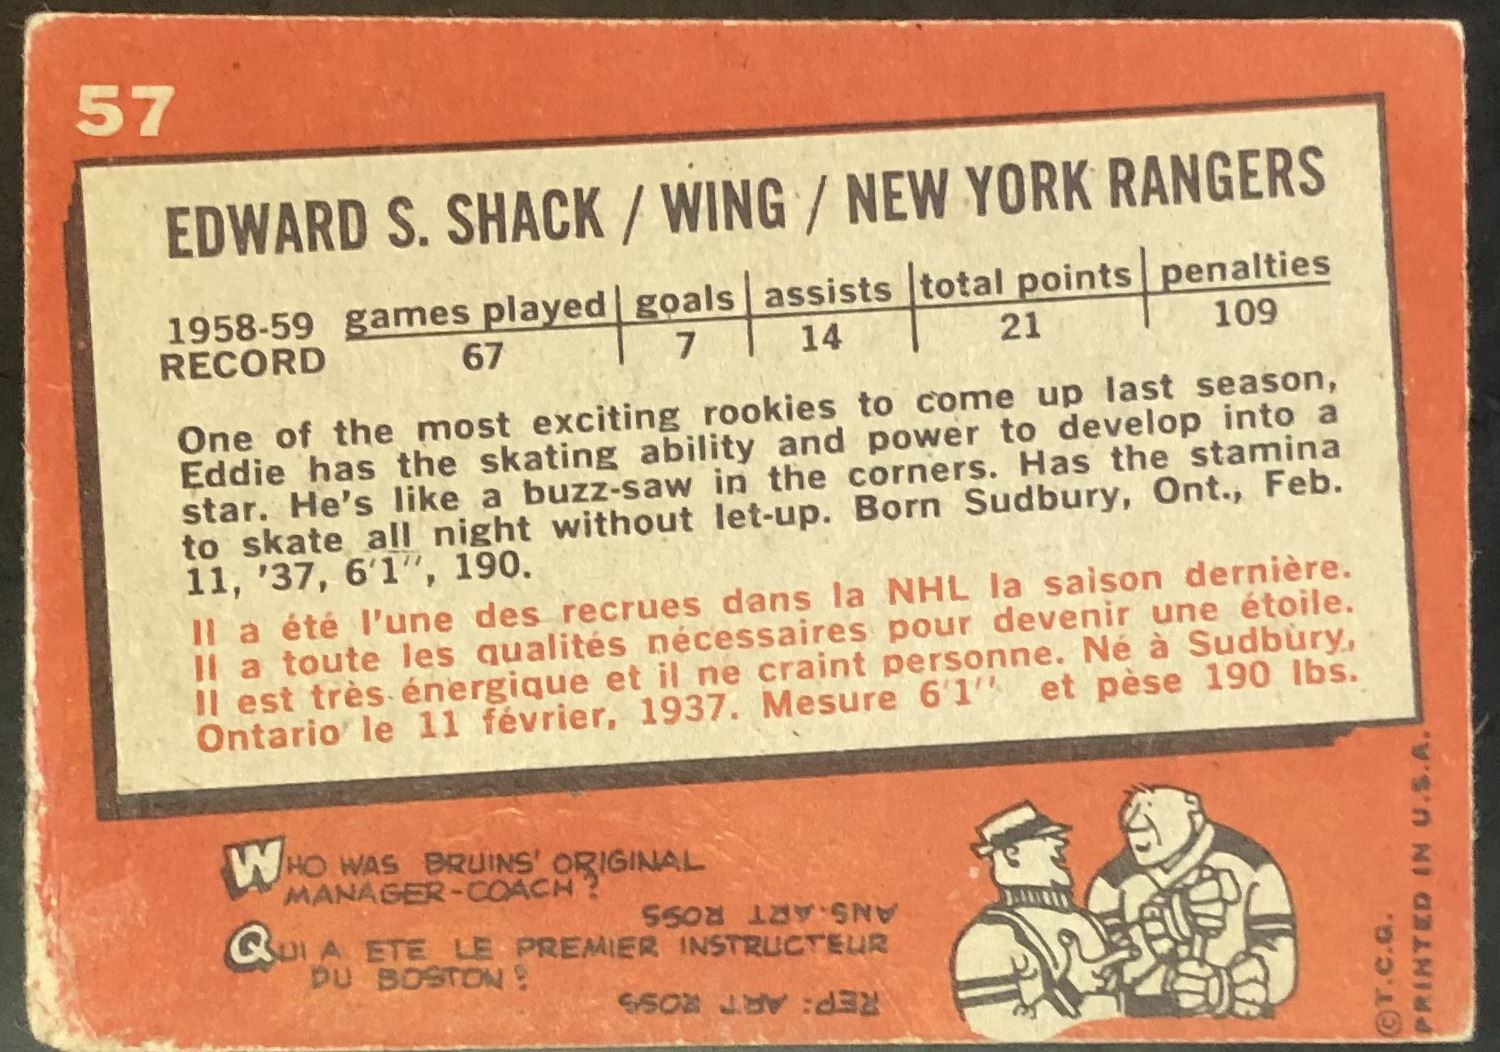 57
EDWARD S. SHACK / WING / NEW YORK RANGERS
1958-59 RECORD games played | goals | assists | total points | penalties
67 | 7 | 14 | 21 | 109
One of the most exciting rookies to come up last season,
Eddie has the skating ability and power to develop into a
star. He's like a buzz-saw in the corners. Has the stamina
to skate all night without let-up. Born Sudbury, Ont., Feb.
11, '37, 6'1", 190.
Il a été l'une des recrues dans la NHL la saison dernière.
Il a toute les qualités nécessaires pour devenir une étoile.
Il est très énergique et il ne craint personne. Né à Sudbury,
Ontario le 11 février, 1937. Mesure 6'1" et pèse 190 lbs.
WHO WAS BRUINS' ORIGINAL
MANAGER-COACH?
ANS: ART ROSS
QUI A ETE LE PREMIER INSTRUCTEUR
DU BOSTON?
REP: ART ROSS
©T.C.G.
PRINTED IN U.S.A.